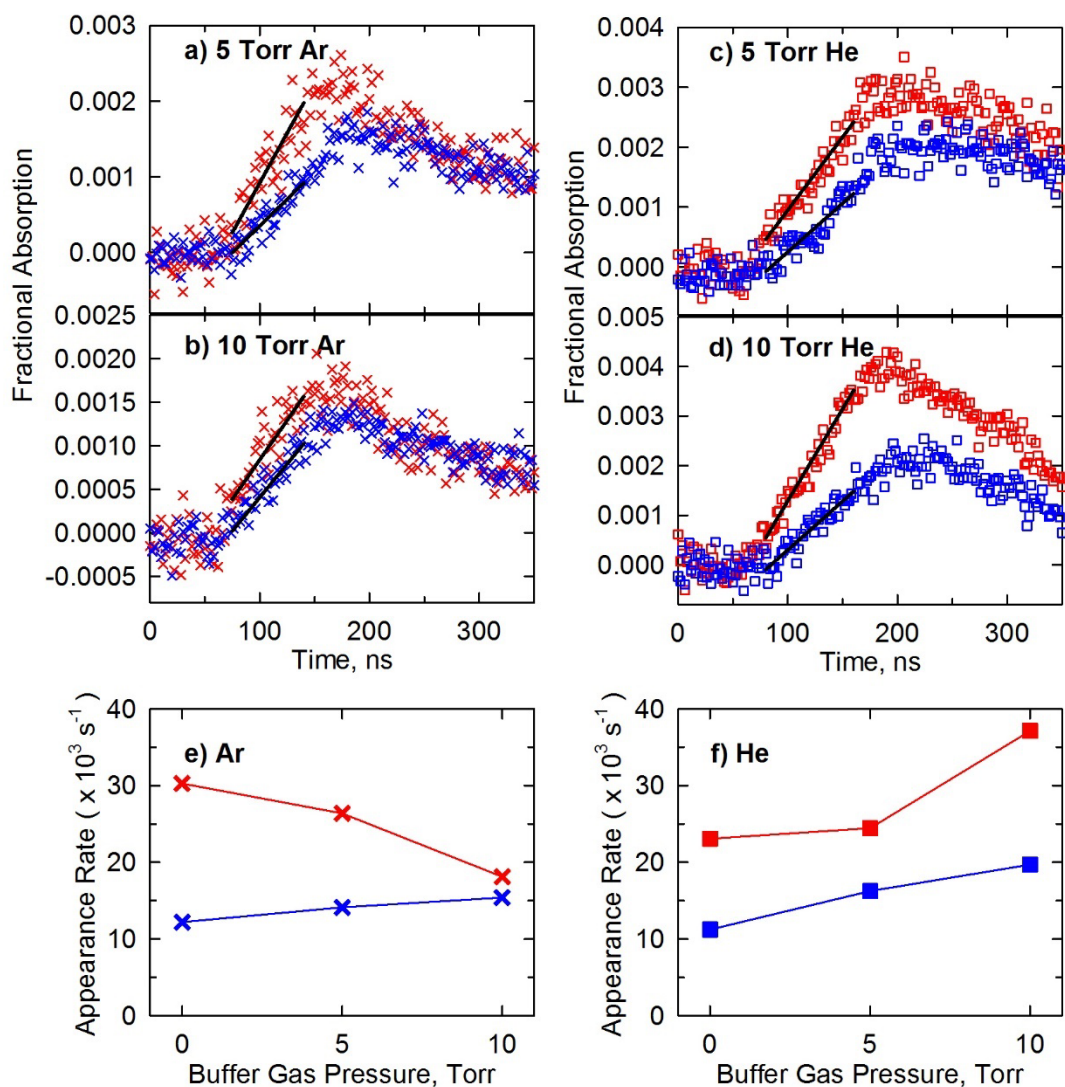 0.003
a) 5 Torr Ar
0.002
0.001
0.000
Fractional Absorption
0.0025
b) 10 Torr Ar
0.0020
0.0015
0.0010
0.0005
0.0000
-0.0005
0 100 200 300
Time, ns
0.004
c) 5 Torr He
0.003
0.002
0.001
0.000
Fractional Absorption
0.005
d) 10 Torr He
0.004
0.003
0.002
0.001
0.000
0 100 200 300
Time, ns
40
e) Ar
30
20
10
0
Appearance Rate ( x 10³ s⁻¹ )
0 5 10
Buffer Gas Pressure, Torr
40
f) He
30
20
10
0
Appearance Rate ( x 10³ s⁻¹ )
0 5 10
Buffer Gas Pressure, Torr